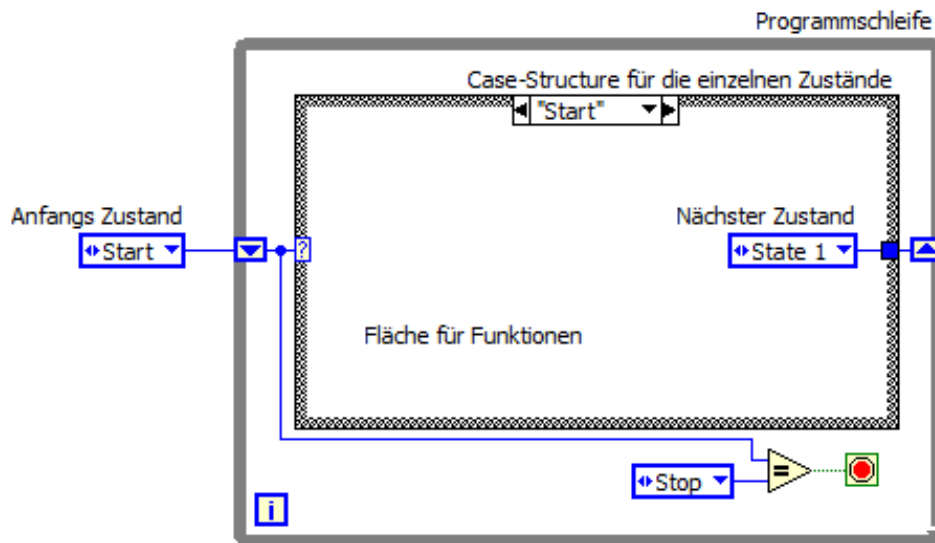 Programmschleife
Case-Structure für die einzelnen Zustände
"Start"
Anfangs Zustand
Start
?
Nächster Zustand
State 1
Fläche für Funktionen
Stop
=
i